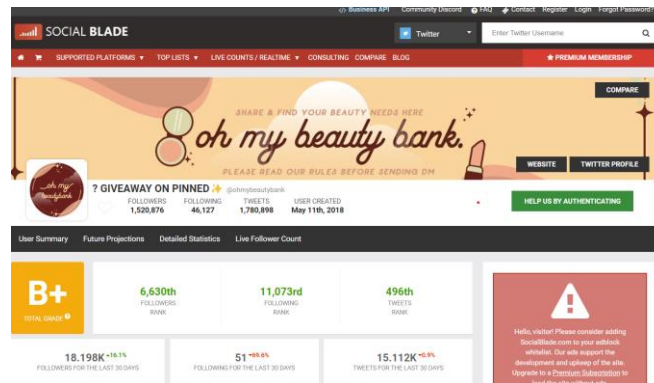 </> Business API Community Discord FAQ Contact Register Login Forgot Password?
SOCIAL BLADE Twitter Enter Twitter Username
SUPPORTED PLATFORMS TOP LISTS LIVE COUNTS / REALTIME CONSULTING COMPARE BLOG PREMIUM MEMBERSHIP
COMPARE
SHARE & FIND YOUR BEAUTY NEEDS HERE
oh my beauty bank.
PLEASE READ OUR RULES BEFORE SENDING DM
WEBSITE TWITTER PROFILE
oh my
beautybank
? GIVEAWAY ON PINNED ✨ @ohmybeautybank
FOLLOWERS FOLLOWING TWEETS USER CREATED
1,520,876 46,127 1,780,898 May 11th, 2018
HELP US BY AUTHENTICATING
User Summary Future Projections Detailed Statistics Live Follower Count
B+
TOTAL GRADE
6,630th 11,073rd 496th
FOLLOWERS FOLLOWING TWEETS
RANK RANK RANK
18.198K +16.1% 51 -69.6% 15.112K -0.9%
FOLLOWERS FOR THE LAST 30 DAYS FOLLOWING FOR THE LAST 30 DAYS TWEETS FOR THE LAST 30 DAYS
Hello, visitor! Please consider adding
SocialBlade.com to your adblock
whitelist. Our ads support the
development and upkeep of the site.
Upgrade to a Premium Subscription to
load the site without ads.